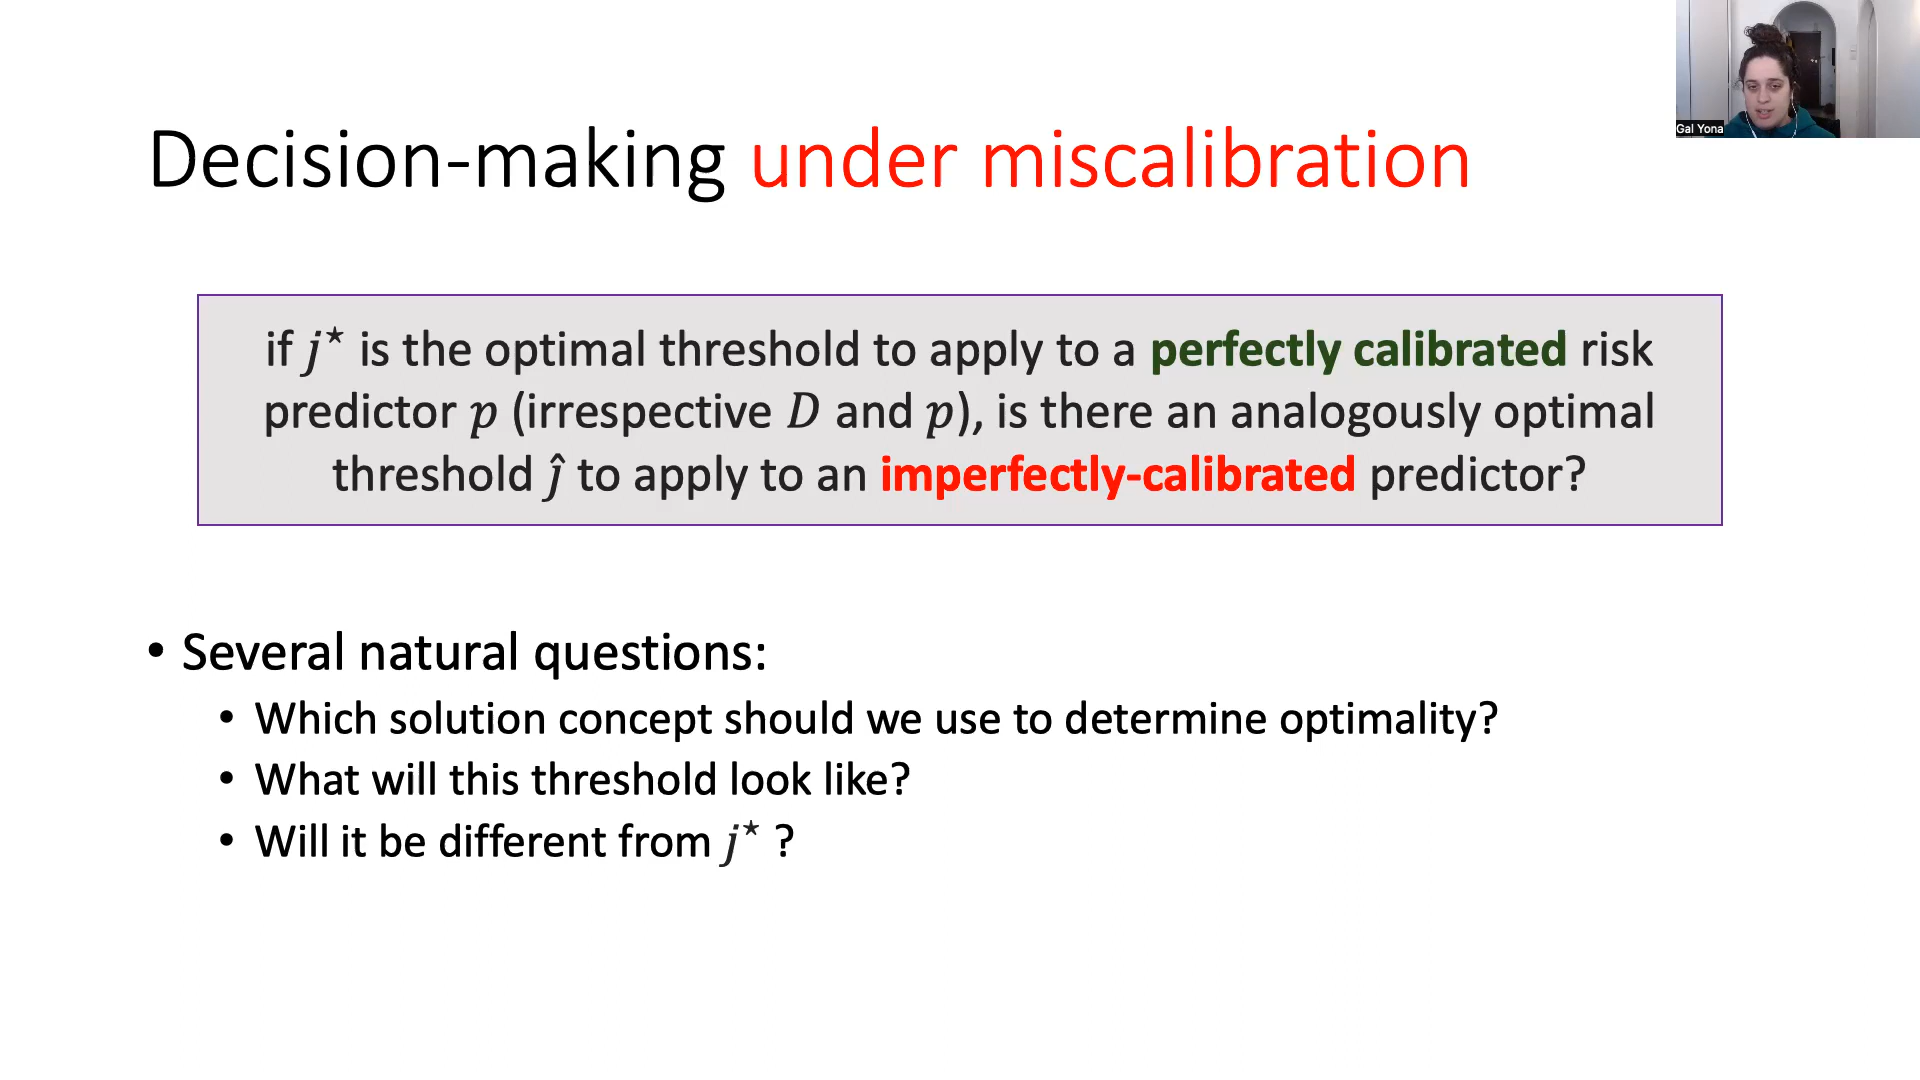 Gal Yona
Decision-making under miscalibration
if j* is the optimal threshold to apply to a perfectly calibrated risk
predictor p (irrespective D and p), is there an analogously optimal
threshold ĵ to apply to an imperfectly-calibrated predictor?
• Several natural questions:
• Which solution concept should we use to determine optimality?
• What will this threshold look like?
• Will it be different from j* ?